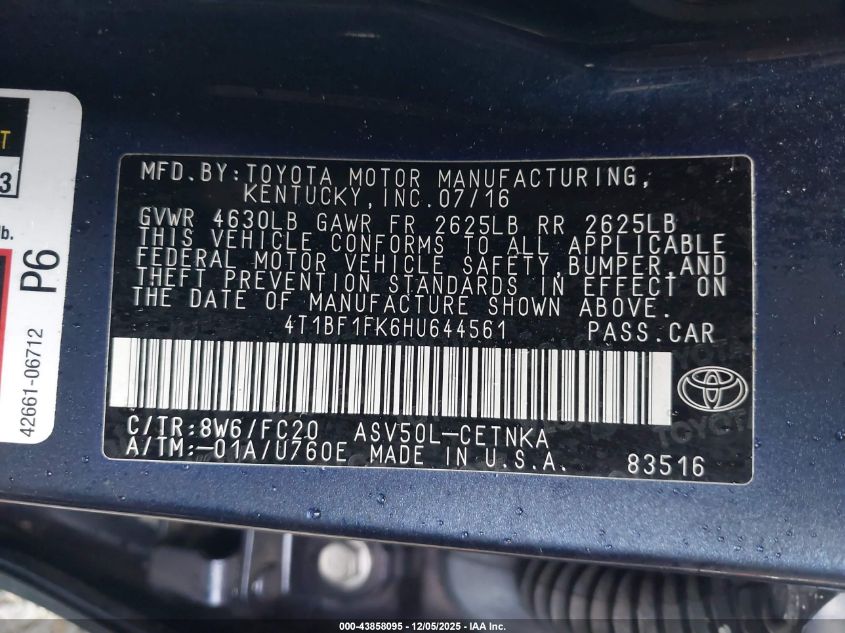 T
3
b.
P6
42661-06712
MFD.BY:TOYOTA MOTOR MANUFACTURING,
KENTUCKY,INC.07/16
GVWR 4630LB GAWR FR 2625LB RR 2625LB
THIS VEHICLE CONFORMS TO ALL APPLICABLE
FEDERAL MOTOR VEHICLE SAFETY,BUMPER,AND
THEFT PREVENTION STANDARDS IN EFFECT ON
THE DATE OF MANUFACTURE SHOWN ABOVE.
4T1BF1FK6HU644561 PASS.CAR
C/TR:8W6/FC20 ASV50L-CETNKA
A/TM:-01A/U760E MADE IN U.S.A. 83516
000-43858095 - 12/05/2025 - IAA Inc.